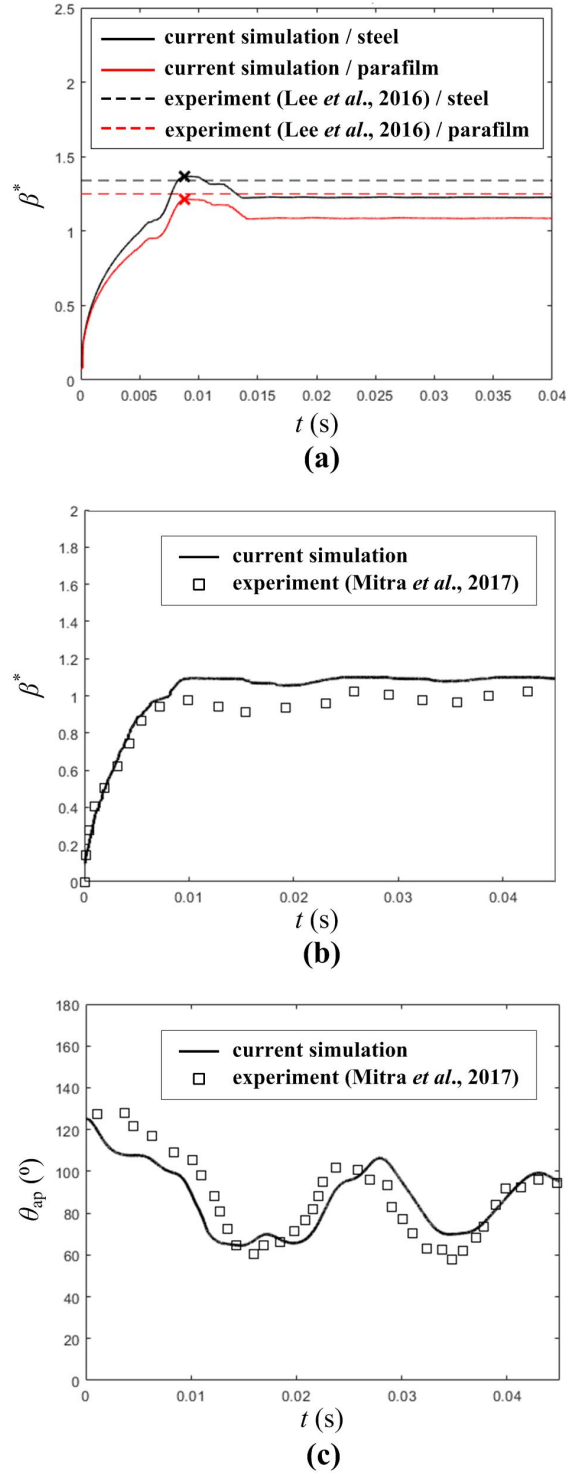 2.5
current simulation / steel
current simulation / parafilm
2
experiment (Lee et al., 2016) / steel
experiment (Lee et al., 2016) / parafilm
1.5
β*
1
0.5
0
0 0.005 0.01 0.015 0.02 0.025 0.03 0.035 0.04
t (s)
(a)
2
1.8
current simulation
1.6
experiment (Mitra et al., 2017)
1.4
1.2
β*
1
0.8
0.6
0.4
0.2
0
0 0.01 0.02 0.03 0.04
t (s)
(b)
180
160
current simulation
140
experiment (Mitra et al., 2017)
120
θap (º)
100
80
60
40
20
0
0 0.01 0.02 0.03 0.04
t (s)
(c)